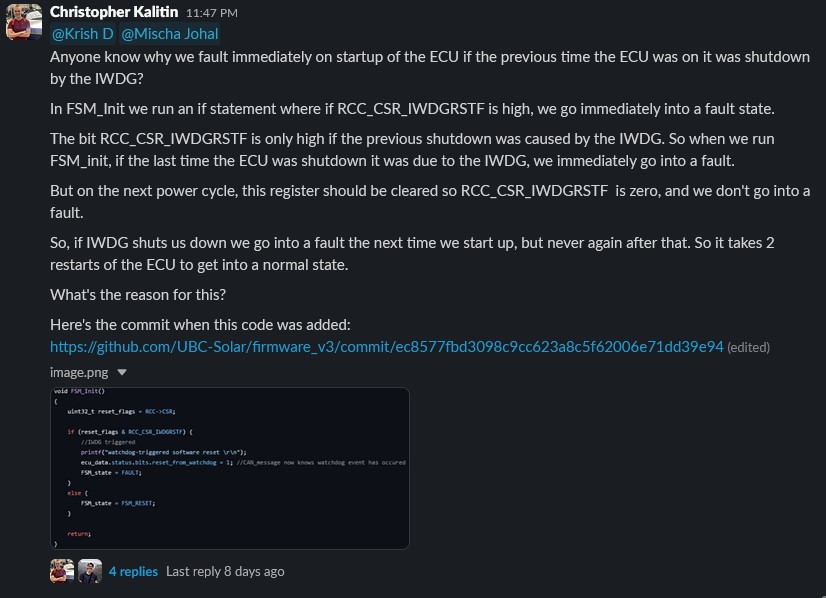 Christopher Kalitin 11:47 PM
@Krish D @Mischa Johal
Anyone know why we fault immediately on startup of the ECU if the previous time the ECU was on it was shutdown
by the IWDG?
In FSM_Init we run an if statement where if RCC_CSR_IWDGRSTF is high, we go immediately into a fault state.
The bit RCC_CSR_IWDGRSTF is only high if the previous shutdown was caused by the IWDG. So when we run
FSM_init, if the last time the ECU was shutdown it was due to the IWDG, we immediately go into a fault.
But on the next power cycle, this register should be cleared so RCC_CSR_IWDGRSTF is zero, and we don't go into a
fault.
So, if IWDG shuts us down we go into a fault the next time we start up, but never again after that. So it takes 2
restarts of the ECU to get into a normal state.
What's the reason for this?
Here's the commit when this code was added:
https://github.com/UBC-Solar/firmware_v3/commit/ec8577fbd3098c9cc623a8c5f62006e71dd39e94 (edited)
image.png
void FSM_Init()
{
uint32_t reset_flags = RCC->CSR;
if (reset_flags & RCC_CSR_IWDGRSTF) {
//IWDG triggered
printf("watchdog-triggered software reset \r\n");
ecu_data.status.bits.reset_from_watchdog = 1; //CAN_message now knows watchdog event has occured
FSM_state = FAULT;
}
else {
FSM_state = FSM_RESET;
}
return;
}
4 replies Last reply 8 days ago